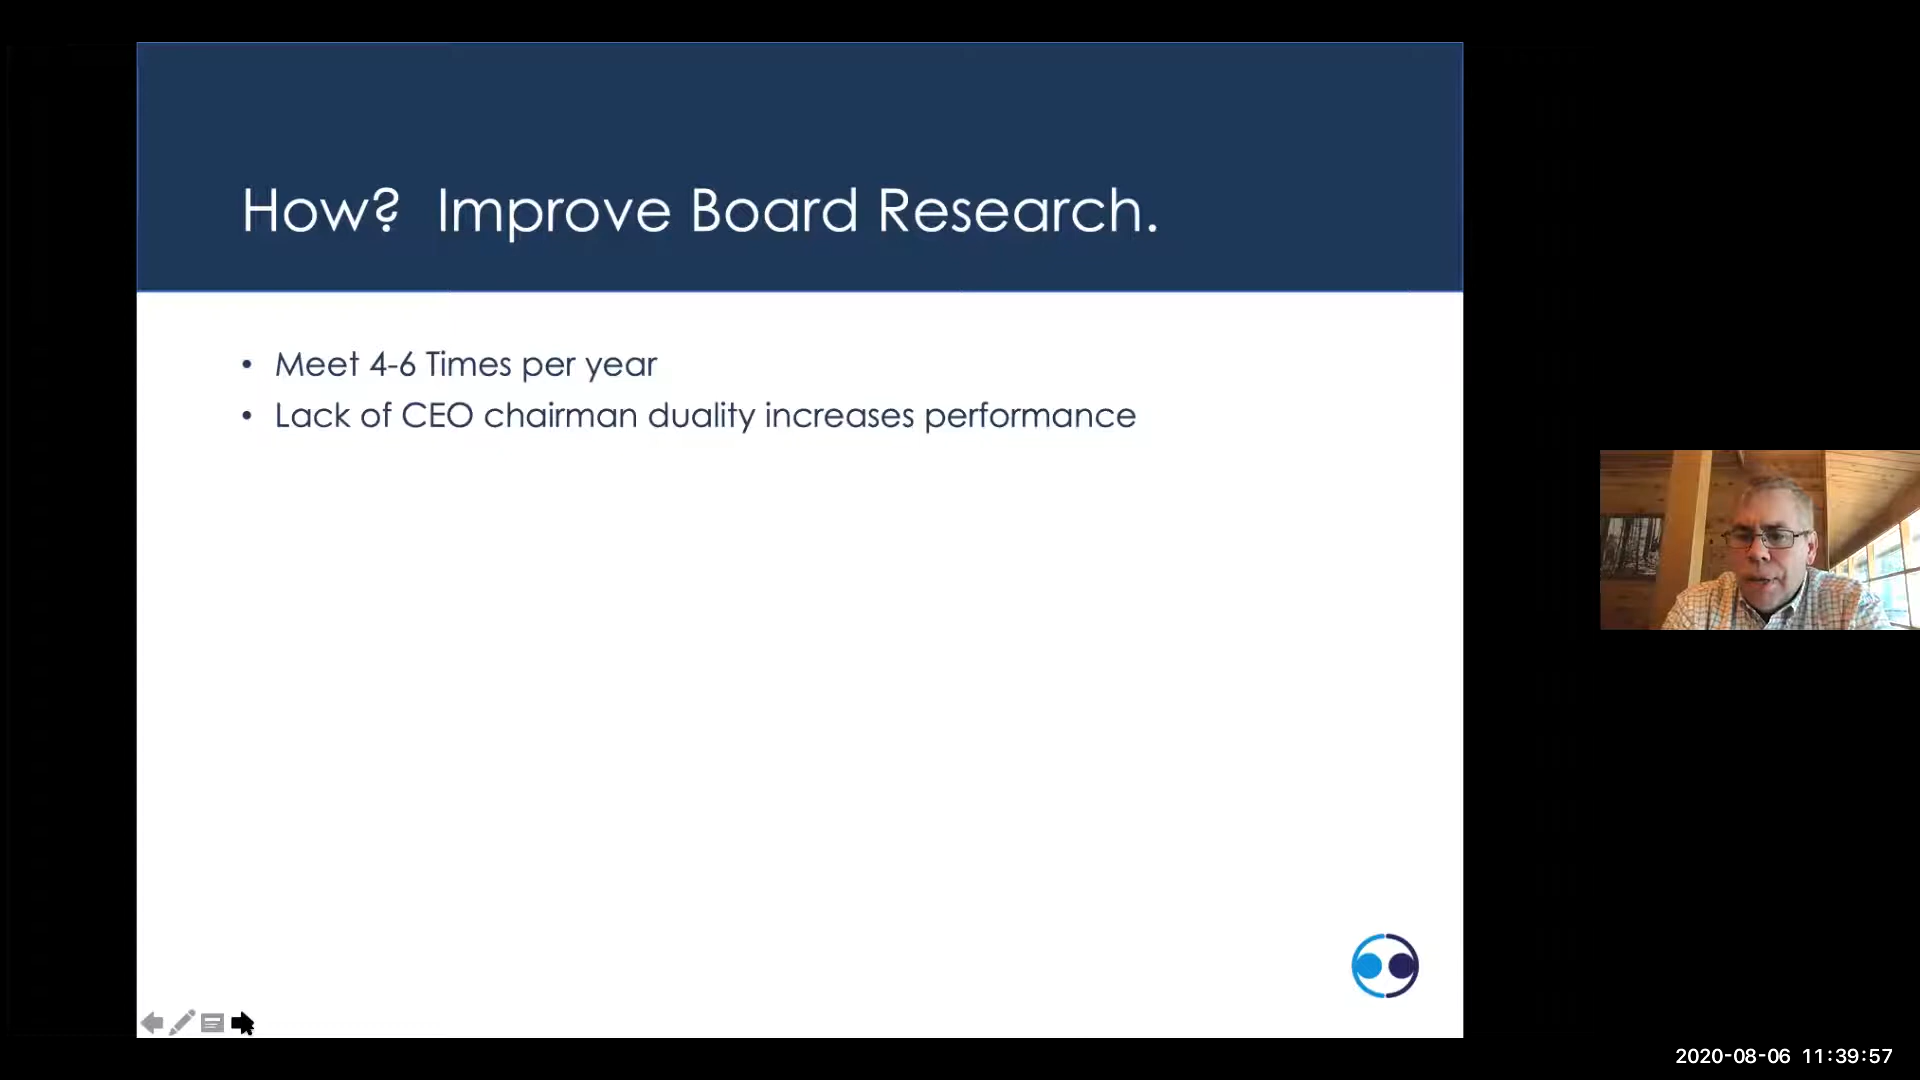 How? Improve Board Research.
• Meet 4-6 Times per year
• Lack of CEO chairman duality increases performance
2020-08-06 11:39:57